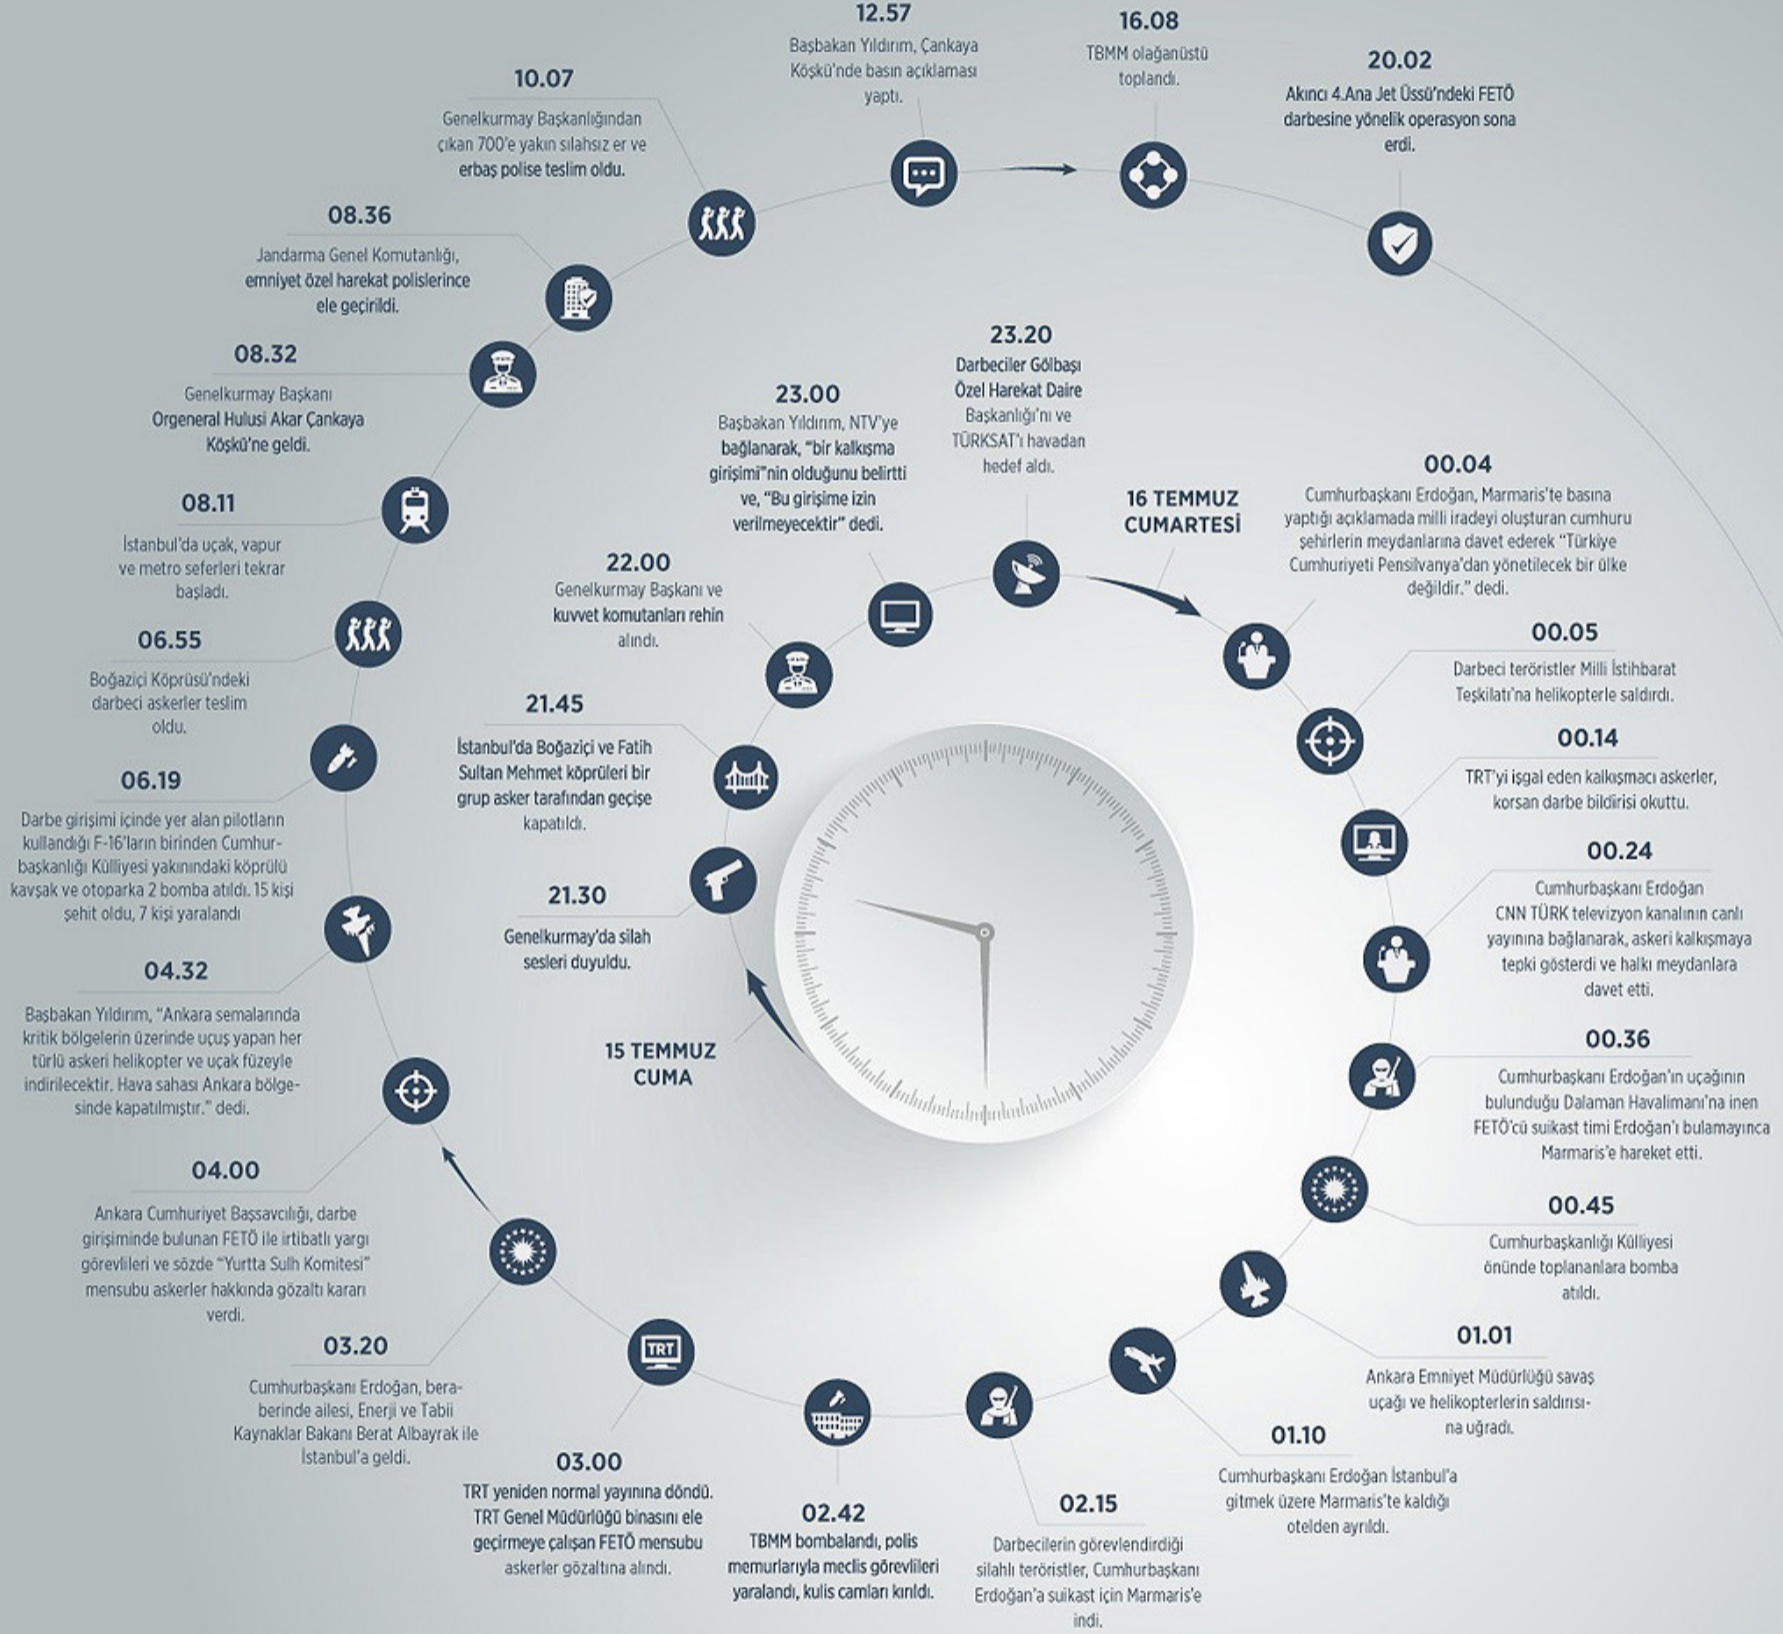 15 TEMMUZ
CUMA
21.30
Genelkurmay'da silah
sesleri duyuldu.
21.45
İstanbul'da Boğaziçi ve Fatih
Sultan Mehmet köprüleri bir
grup asker tarafından geçişe
kapatıldı.
22.00
Genelkurmay Başkanı ve
kuvvet komutanları rehin
alındı.
23.00
Başbakan Yıldırım, NTV'ye
bağlanarak, "bir kalkışma
girişimi"nin olduğunu belirtti
ve, "Bu girişime izin
verilmeyecektir" dedi.
23.20
Darbeciler Gölbaşı
Özel Harekat Daire
Başkanlığı'nı ve
TÜRKSAT'ı havadan
hedef aldı.
16 TEMMUZ
CUMARTESİ
00.04
Cumhurbaşkanı Erdoğan, Marmaris'te basına
yaptığı açıklamada milli iradeyi oluşturan cumhuru
şehirlerin meydanlarına davet ederek "Türkiye
Cumhuriyeti Pensilvanya'dan yönetilecek bir ülke
değildir." dedi.
00.05
Darbeci teröristler Milli İstihbarat
Teşkilatı'na helikopterle saldırdı.
00.14
TRT'yi işgal eden kalkışmacı askerler,
korsan darbe bildirisi okuttu.
00.24
Cumhurbaşkanı Erdoğan
CNN TÜRK televizyon kanalının canlı
yayınına bağlanarak, askeri kalkışmaya
tepki gösterdi ve halkı meydanlara
davet etti.
00.36
Cumhurbaşkanı Erdoğan'ın uçağının
bulunduğu Dalaman Havalimanı'na inen
FETÖ'cü suikast timi Erdoğan'ı bulamayınca
Marmaris'e hareket etti.
00.45
Cumhurbaşkanlığı Külliyesi
önünde toplananlara bomba
atıldı.
01.01
Ankara Emniyet Müdürlüğü savaş
uçağı ve helikopterlerin saldırısı-
na uğradı.
01.10
Cumhurbaşkanı Erdoğan İstanbul'a
gitmek üzere Marmaris'te kaldığı
otelden ayrıldı.
02.15
Darbecilerin görevlendirdiği
silahlı teröristler, Cumhurbaşkanı
Erdoğan'a suikast için Marmaris'e
indi.
02.42
TBMM bombalandı, polis
memurlarıyla meclis görevlileri
yaralandı, kulis camları kırıldı.
TRT
03.00
TRT yeniden normal yayınına döndü.
TRT Genel Müdürlüğü binasını ele
geçirmeye çalışan FETÖ mensubu
askerler gözaltına alındı.
03.20
Cumhurbaşkanı Erdoğan, bera-
berinde ailesi, Enerji ve Tabii
Kaynaklar Bakanı Berat Albayrak ile
İstanbul'a geldi.
04.00
Ankara Cumhuriyet Başsavcılığı, darbe
girişiminde bulunan FETÖ ile irtibatlı yargı
görevlileri ve sözde "Yurtta Sulh Komitesi"
mensubu askerler hakkında gözaltı kararı
verdi.
04.32
Başbakan Yıldırım, "Ankara semalarında
kritik bölgelerin üzerinde uçuş yapan her
türlü askeri helikopter ve uçak füzeyle
indirilecektir. Hava sahası Ankara bölge-
sinde kapatılmıştır." dedi.
06.19
Darbe girişimi içinde yer alan pilotların
kullandığı F-16'ların birinden Cumhur-
başkanlığı Külliyesi yakınındaki köprülü
kavşak ve otoparka 2 bomba atıldı. 15 kişi
şehit oldu, 7 kişi yaralandı
06.55
Boğaziçi Köprüsü'ndeki
darbeci askerler teslim
oldu.
08.11
İstanbul'da uçak, vapur
ve metro seferleri tekrar
başladı.
08.32
Genelkurmay Başkanı
Orgeneral Hulusi Akar Çankaya
Köşkü'ne geldi.
08.36
Jandarma Genel Komutanlığı,
emniyet özel harekat polislerince
ele geçirildi.
10.07
Genelkurmay Başkanlığından
çıkan 700'e yakın silahsız er ve
erbaş polise teslim oldu.
12.57
Başbakan Yıldırım, Çankaya
Köşkü'nde basın açıklaması
yaptı.
16.08
TBMM olağanüstü
toplandı.
20.02
Akıncı 4.Ana Jet Üssü'ndeki FETÖ
darbesine yönelik operasyon sona
erdi.